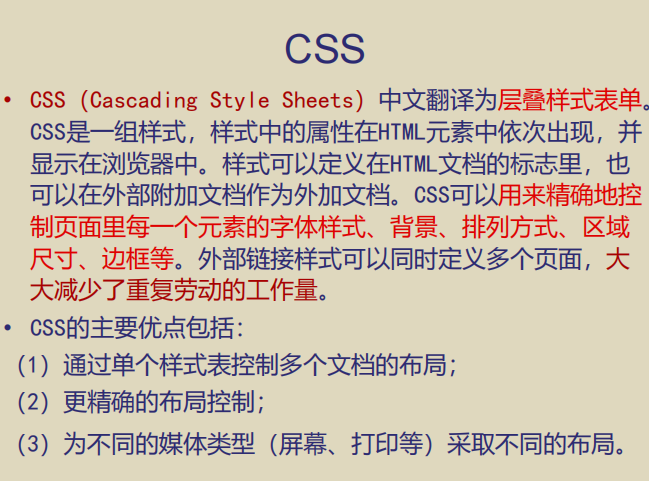 CSS
• CSS（Cascading Style Sheets）中文翻译为层叠样式表单。
CSS是一组样式，样式中的属性在HTML元素中依次出现，并
显示在浏览器中。样式可以定义在HTML文档的标志里，也
可以在外部附加文档作为外加文档。CSS可以用来精确地控
制页面里每一个元素的字体样式、背景、排列方式、区域
尺寸、边框等。外部链接样式可以同时定义多个页面，大
大减少了重复劳动的工作量。
• CSS的主要优点包括：
（1）通过单个样式表控制多个文档的布局；
（2）更精确的布局控制；
（3）为不同的媒体类型（屏幕、打印等）采取不同的布局。